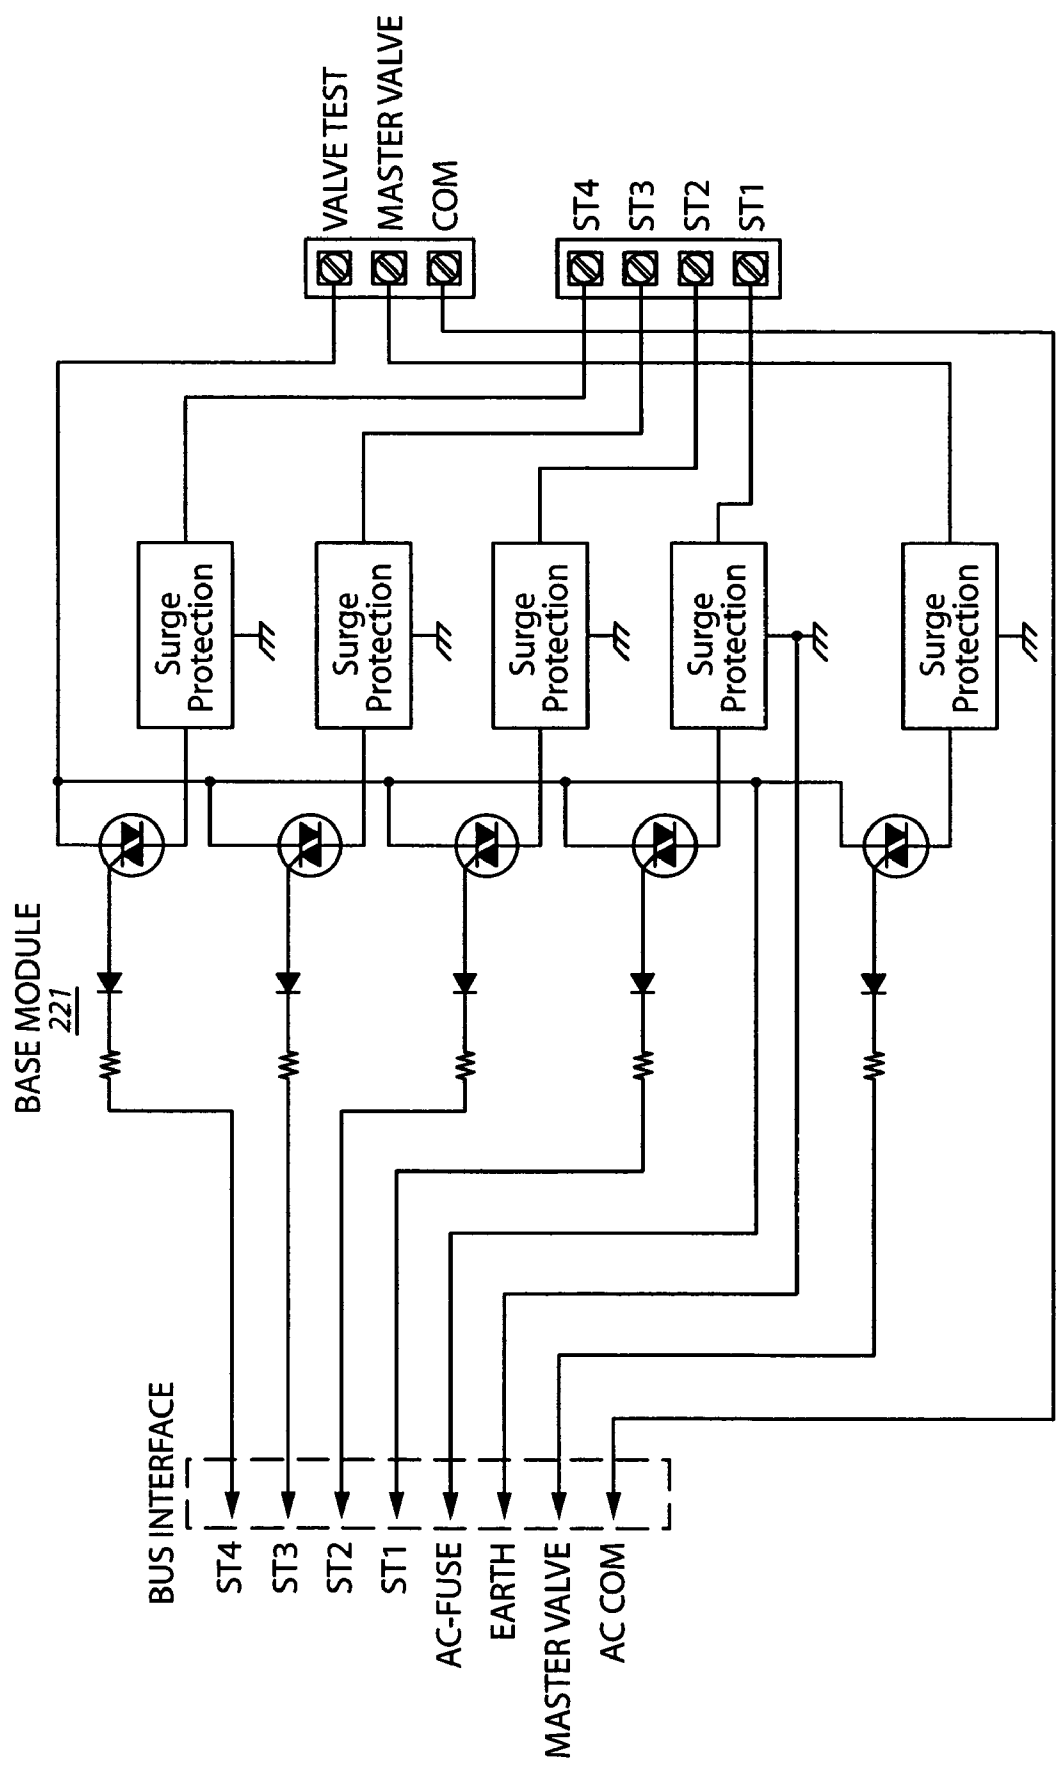 BASE MODULE
221
BUS INTERFACE
ST4
ST3
ST2
ST1
AC-FUSE
EARTH
MASTER VALVE
AC COM
Surge
Protection
Surge
Protection
Surge
Protection
Surge
Protection
Surge
Protection
VALVE TEST
MASTER VALVE
COM
ST4
ST3
ST2
ST1